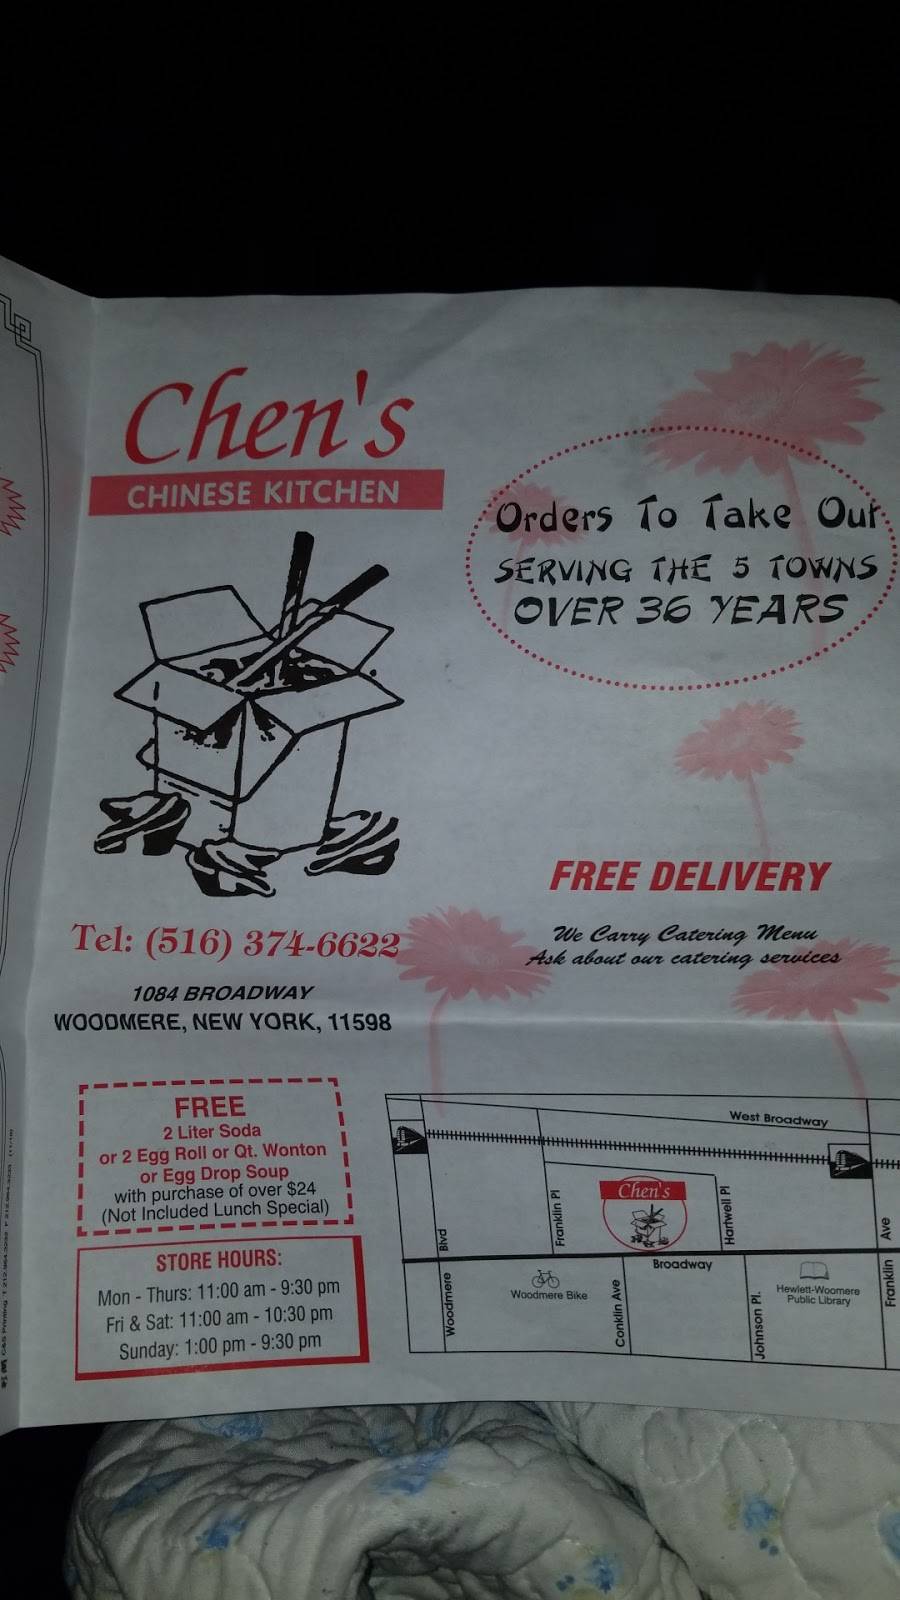 Chen's
CHINESE KITCHEN
Orders To Take Out
SERVING THE 5 TOWNS
OVER 36 YEARS
FREE DELIVERY
We Carry Catering Menu
Ask about our catering services
Tel: (516) 374-6622
1084 BROADWAY
WOODMERE, NEW YORK, 11598
FREE
2 Liter Soda
or 2 Egg Roll or Qt. Wonton
or Egg Drop Soup
with purchase of over $24
(Not Included Lunch Special)
STORE HOURS:
Mon - Thurs: 11:00 am - 9:30 pm
Fri & Sat: 11:00 am - 10:30 pm
Sunday: 1:00 pm - 9:30 pm
West Broadway
Chen's
Blvd
Franklin Pl
Hartwell Pl
Ave
Broadway
Woodmere
Woodmere Bike
Conklin Ave
Johnson Pl.
Hewlett-Woomere
Public Library
Franklin
C&S Printing